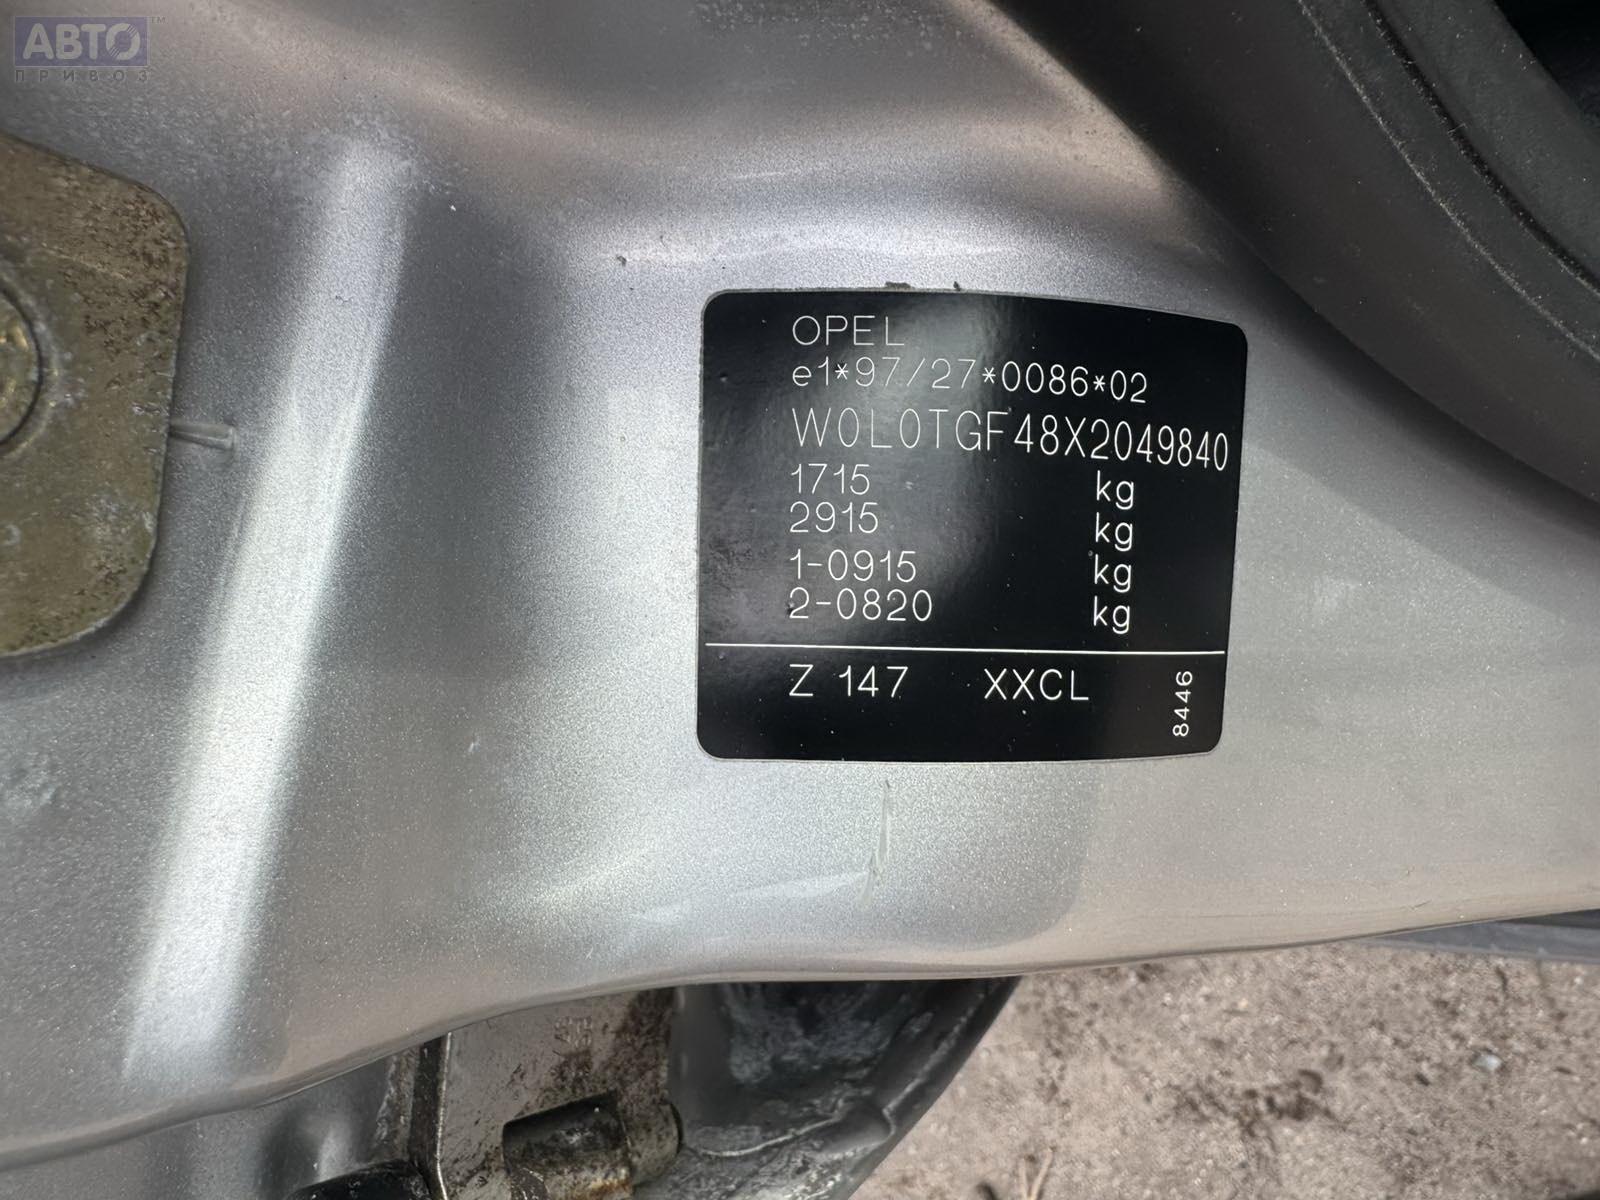 АВТО™
ПРИВОЗ
OPEL
e1*97/27*0086*02
W0L0TGF48X2049840
1715 kg
2915 kg
1-0915 kg
2-0820 kg
Z 147 XXCL
8446